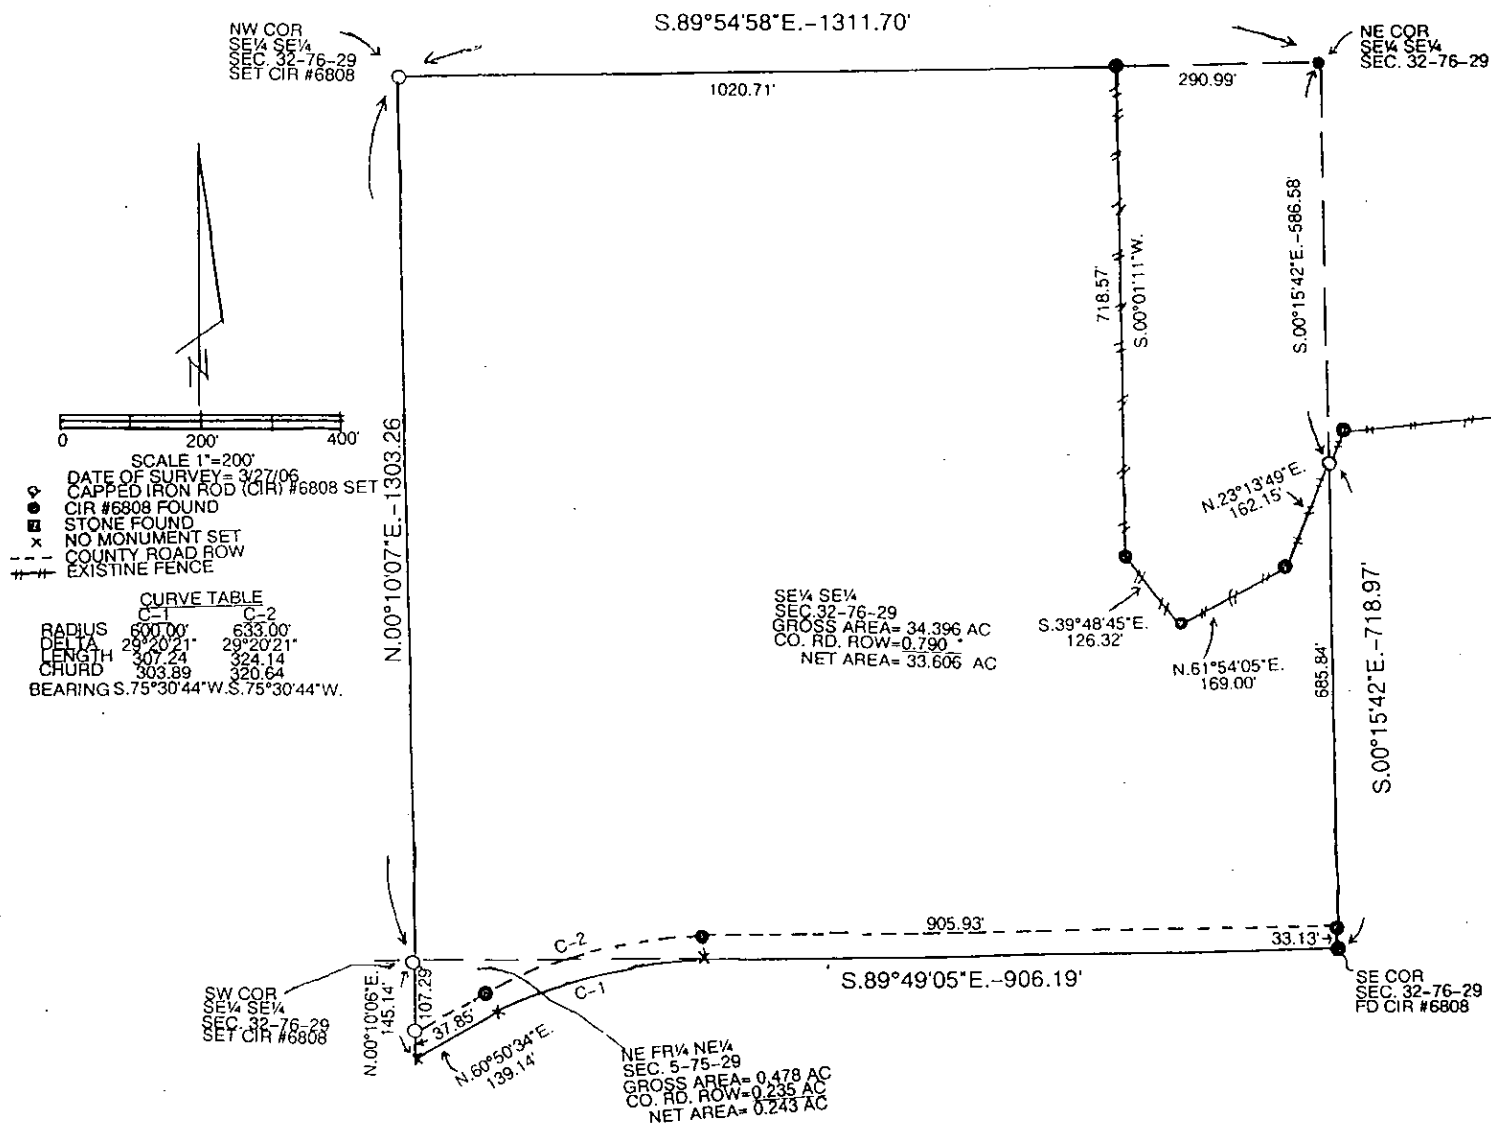 S.89°54'58"E.-1311.70'
NW COR
SE¼ SE¼
SEC. 32-76-29
SET CIR #6808
NE COR
SE¼ SE¼
SEC. 32-76-29
1020.71'
290.99'
718.57'
S.00°01'11"W.
S.00°15'42"E.-586.58'
N
0 200' 400'
SCALE 1"=200'
DATE OF SURVEY= 3/27/06
CAPPED IRON ROD (CIR) #6808 SET
CIR #6808 FOUND
STONE FOUND
x NO MONUMENT SET
COUNTY ROAD ROW
EXISTINE FENCE
N.00°10'07"E.-1303.26
CURVE TABLE
C-1 C-2
RADIUS 600.00' 633.00'
DELTA 29°20'21" 29°20'21"
LENGTH 307.24 324.14
CHURD 303.89 320.64
BEARING S.75°30'44"W. S.75°30'44"W.
N.23°13'49"E.
162.15'
SE¼ SE¼
SEC.32-76-29
GROSS AREA= 34.396 AC
CO. RD. ROW=0.790 "
NET AREA= 33.606 AC
S.39°48'45"E.
126.32'
N.61°54'05"E.
169.00'
685.84'
S.00°15'42"E.-718.97'
905.93'
33.13'
C-2
C-1
S.89°49'05"E.-906.19'
SW COR
SE¼ SE¼
SEC. 32-76-29
SET CIR #6808
N.00°10'06"E.
145.14'
107.29'
37.85'
N.60°50'34"E.
139.14'
NE FR¼ NE¼
SEC. 5-75-29
GROSS AREA= 0.478 AC
CO. RD. ROW=0.235 AC
NET AREA= 0.243 AC
SE COR
SEC. 32-76-29
FD CIR #6808